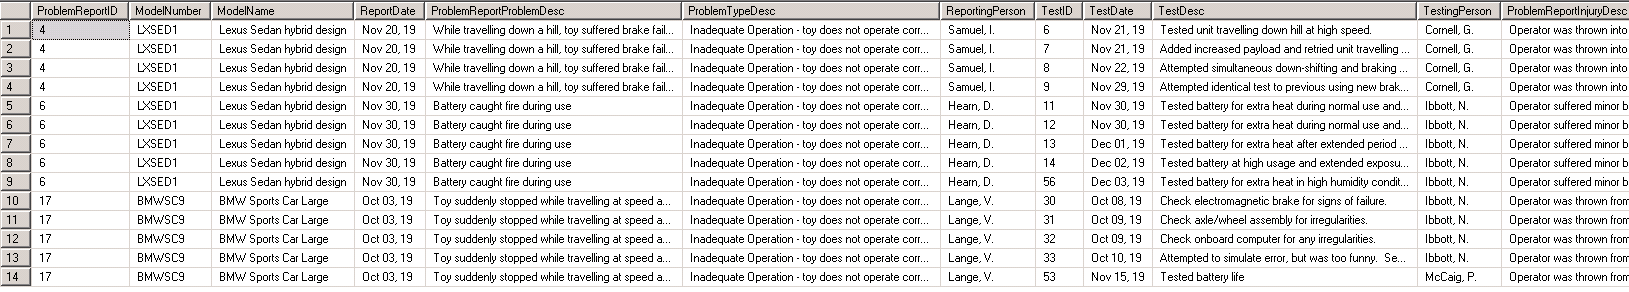 ProblemReportID ModelNumber ModelName ReportDate ProblemReportProblemDesc ProblemTypeDesc ReportingPerson TestID TestDate TestDesc TestingPerson ProblemReportInjuryDesc
1 4 LXSED1 Lexus Sedan hybrid design Nov 20, 19 While travelling down a hill, toy suffered brake fail... Inadequate Operation - toy does not operate corr... Samuel, I. 6 Nov 21, 19 Tested unit travelling down hill at high speed. Cornell, G. Operator was thrown into
2 4 LXSED1 Lexus Sedan hybrid design Nov 20, 19 While travelling down a hill, toy suffered brake fail... Inadequate Operation - toy does not operate corr... Samuel, I. 7 Nov 21, 19 Added increased payload and retried unit travelling ... Cornell, G. Operator was thrown into
3 4 LXSED1 Lexus Sedan hybrid design Nov 20, 19 While travelling down a hill, toy suffered brake fail... Inadequate Operation - toy does not operate corr... Samuel, I. 8 Nov 22, 19 Attempted simultaneous down-shifting and braking ... Cornell, G. Operator was thrown into
4 4 LXSED1 Lexus Sedan hybrid design Nov 20, 19 While travelling down a hill, toy suffered brake fail... Inadequate Operation - toy does not operate corr... Samuel, I. 9 Nov 29, 19 Attempted identical test to previous using new brak... Cornell, G. Operator was thrown into
5 6 LXSED1 Lexus Sedan hybrid design Nov 30, 19 Battery caught fire during use Inadequate Operation - toy does not operate corr... Hearn, D. 11 Nov 30, 19 Tested battery for extra heat during normal use and... Ibbott, N. Operator suffered minor b
6 6 LXSED1 Lexus Sedan hybrid design Nov 30, 19 Battery caught fire during use Inadequate Operation - toy does not operate corr... Hearn, D. 12 Nov 30, 19 Tested battery for extra heat during normal use and... Ibbott, N. Operator suffered minor b
7 6 LXSED1 Lexus Sedan hybrid design Nov 30, 19 Battery caught fire during use Inadequate Operation - toy does not operate corr... Hearn, D. 13 Dec 01, 19 Tested battery for extra heat after extended period ... Ibbott, N. Operator suffered minor b
8 6 LXSED1 Lexus Sedan hybrid design Nov 30, 19 Battery caught fire during use Inadequate Operation - toy does not operate corr... Hearn, D. 14 Dec 02, 19 Tested battery at high usage and extended exposu... Ibbott, N. Operator suffered minor b
9 6 LXSED1 Lexus Sedan hybrid design Nov 30, 19 Battery caught fire during use Inadequate Operation - toy does not operate corr... Hearn, D. 56 Dec 03, 19 Tested battery for extra heat in high humidity condit... Ibbott, N. Operator suffered minor b
10 17 BMWSC9 BMW Sports Car Large Oct 03, 19 Toy suddenly stopped while travelling at speed a... Inadequate Operation - toy does not operate corr... Lange, V. 30 Oct 08, 19 Check electromagnetic brake for signs of failure. Ibbott, N. Operator was thrown from
11 17 BMWSC9 BMW Sports Car Large Oct 03, 19 Toy suddenly stopped while travelling at speed a... Inadequate Operation - toy does not operate corr... Lange, V. 31 Oct 09, 19 Check axle/wheel assembly for irregularities. Ibbott, N. Operator was thrown from
12 17 BMWSC9 BMW Sports Car Large Oct 03, 19 Toy suddenly stopped while travelling at speed a... Inadequate Operation - toy does not operate corr... Lange, V. 32 Oct 09, 19 Check onboard computer for any irregularities. Ibbott, N. Operator was thrown from
13 17 BMWSC9 BMW Sports Car Large Oct 03, 19 Toy suddenly stopped while travelling at speed a... Inadequate Operation - toy does not operate corr... Lange, V. 33 Oct 10, 19 Attempted to simulate error, but was too funny. Se... Ibbott, N. Operator was thrown from
14 17 BMWSC9 BMW Sports Car Large Oct 03, 19 Toy suddenly stopped while travelling at speed a... Inadequate Operation - toy does not operate corr... Lange, V. 53 Nov 15, 19 Tested battery life McCaig, P. Operator was thrown from